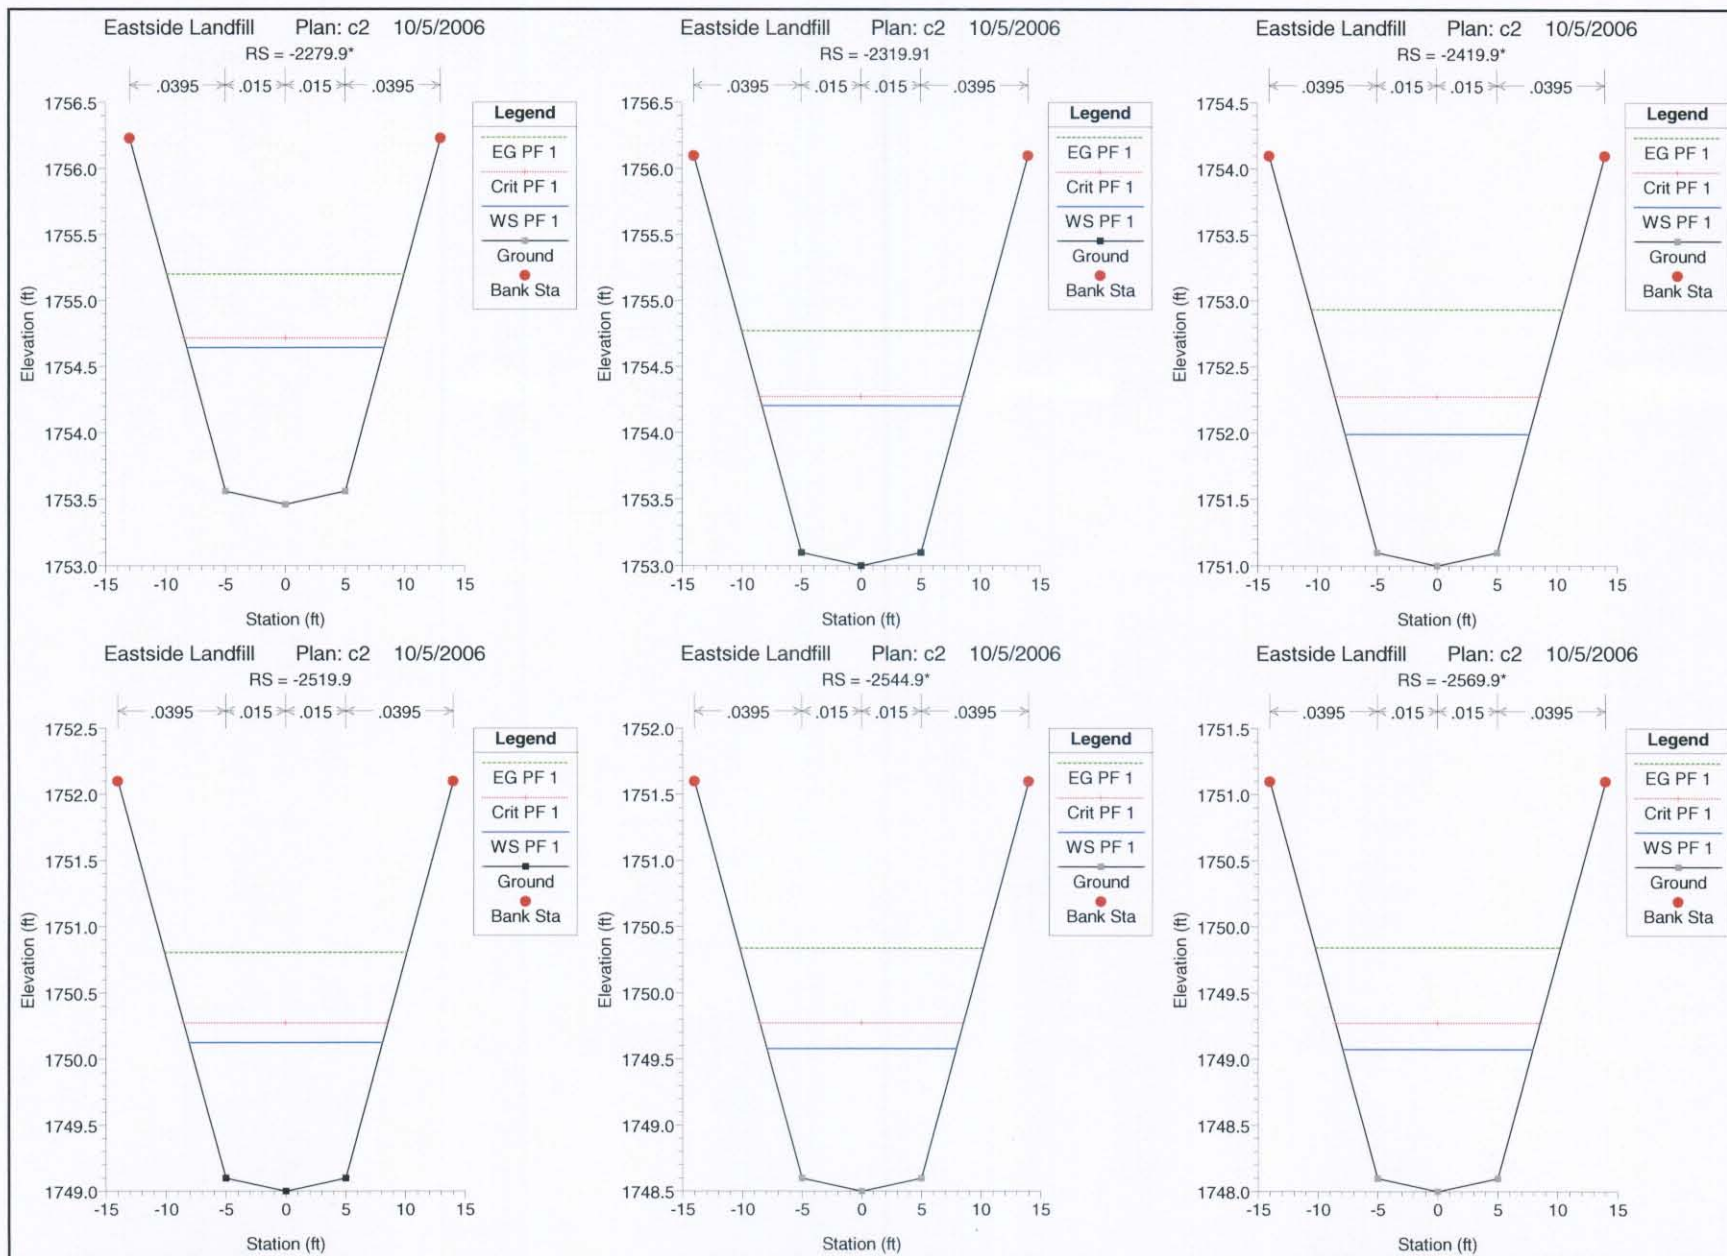 Eastside Landfill Plan: c2 10/5/2006
RS = -2279.9*
.0395 .015 .015 .0395
1756.5
1756.0
1755.5
1755.0
1754.5
1754.0
1753.5
1753.0
Elevation (ft)
-15 -10 -5 0 5 10 15
Station (ft)
Legend
EG PF 1
Crit PF 1
WS PF 1
Ground
Bank Sta
Eastside Landfill Plan: c2 10/5/2006
RS = -2319.91
.0395 .015 .015 .0395
1756.5
1756.0
1755.5
1755.0
1754.5
1754.0
1753.5
1753.0
Elevation (ft)
-15 -10 -5 0 5 10 15
Station (ft)
Legend
EG PF 1
Crit PF 1
WS PF 1
Ground
Bank Sta
Eastside Landfill Plan: c2 10/5/2006
RS = -2419.9*
.0395 .015 .015 .0395
1754.5
1754.0
1753.5
1753.0
1752.5
1752.0
1751.5
1751.0
Elevation (ft)
-15 -10 -5 0 5 10 15
Station (ft)
Legend
EG PF 1
Crit PF 1
WS PF 1
Ground
Bank Sta
Eastside Landfill Plan: c2 10/5/2006
RS = -2519.9
.0395 .015 .015 .0395
1752.5
1752.0
1751.5
1751.0
1750.5
1750.0
1749.5
1749.0
Elevation (ft)
-15 -10 -5 0 5 10 15
Station (ft)
Legend
EG PF 1
Crit PF 1
WS PF 1
Ground
Bank Sta
Eastside Landfill Plan: c2 10/5/2006
RS = -2544.9*
.0395 .015 .015 .0395
1752.0
1751.5
1751.0
1750.5
1750.0
1749.5
1749.0
1748.5
Elevation (ft)
-15 -10 -5 0 5 10 15
Station (ft)
Legend
EG PF 1
Crit PF 1
WS PF 1
Ground
Bank Sta
Eastside Landfill Plan: c2 10/5/2006
RS = -2569.9*
.0395 .015 .015 .0395
1751.5
1751.0
1750.5
1750.0
1749.5
1749.0
1748.5
1748.0
Elevation (ft)
-15 -10 -5 0 5 10 15
Station (ft)
Legend
EG PF 1
Crit PF 1
WS PF 1
Ground
Bank Sta